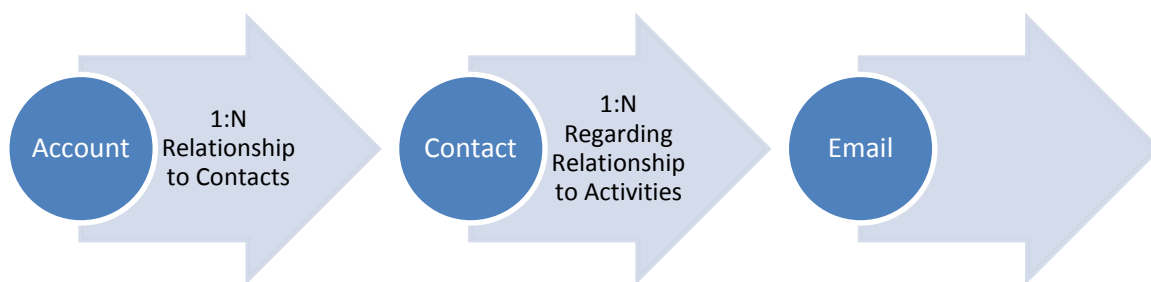 Account
1:N
Relationship
to Contacts
Contact
1:N
Regarding
Relationship
to Activities
Email